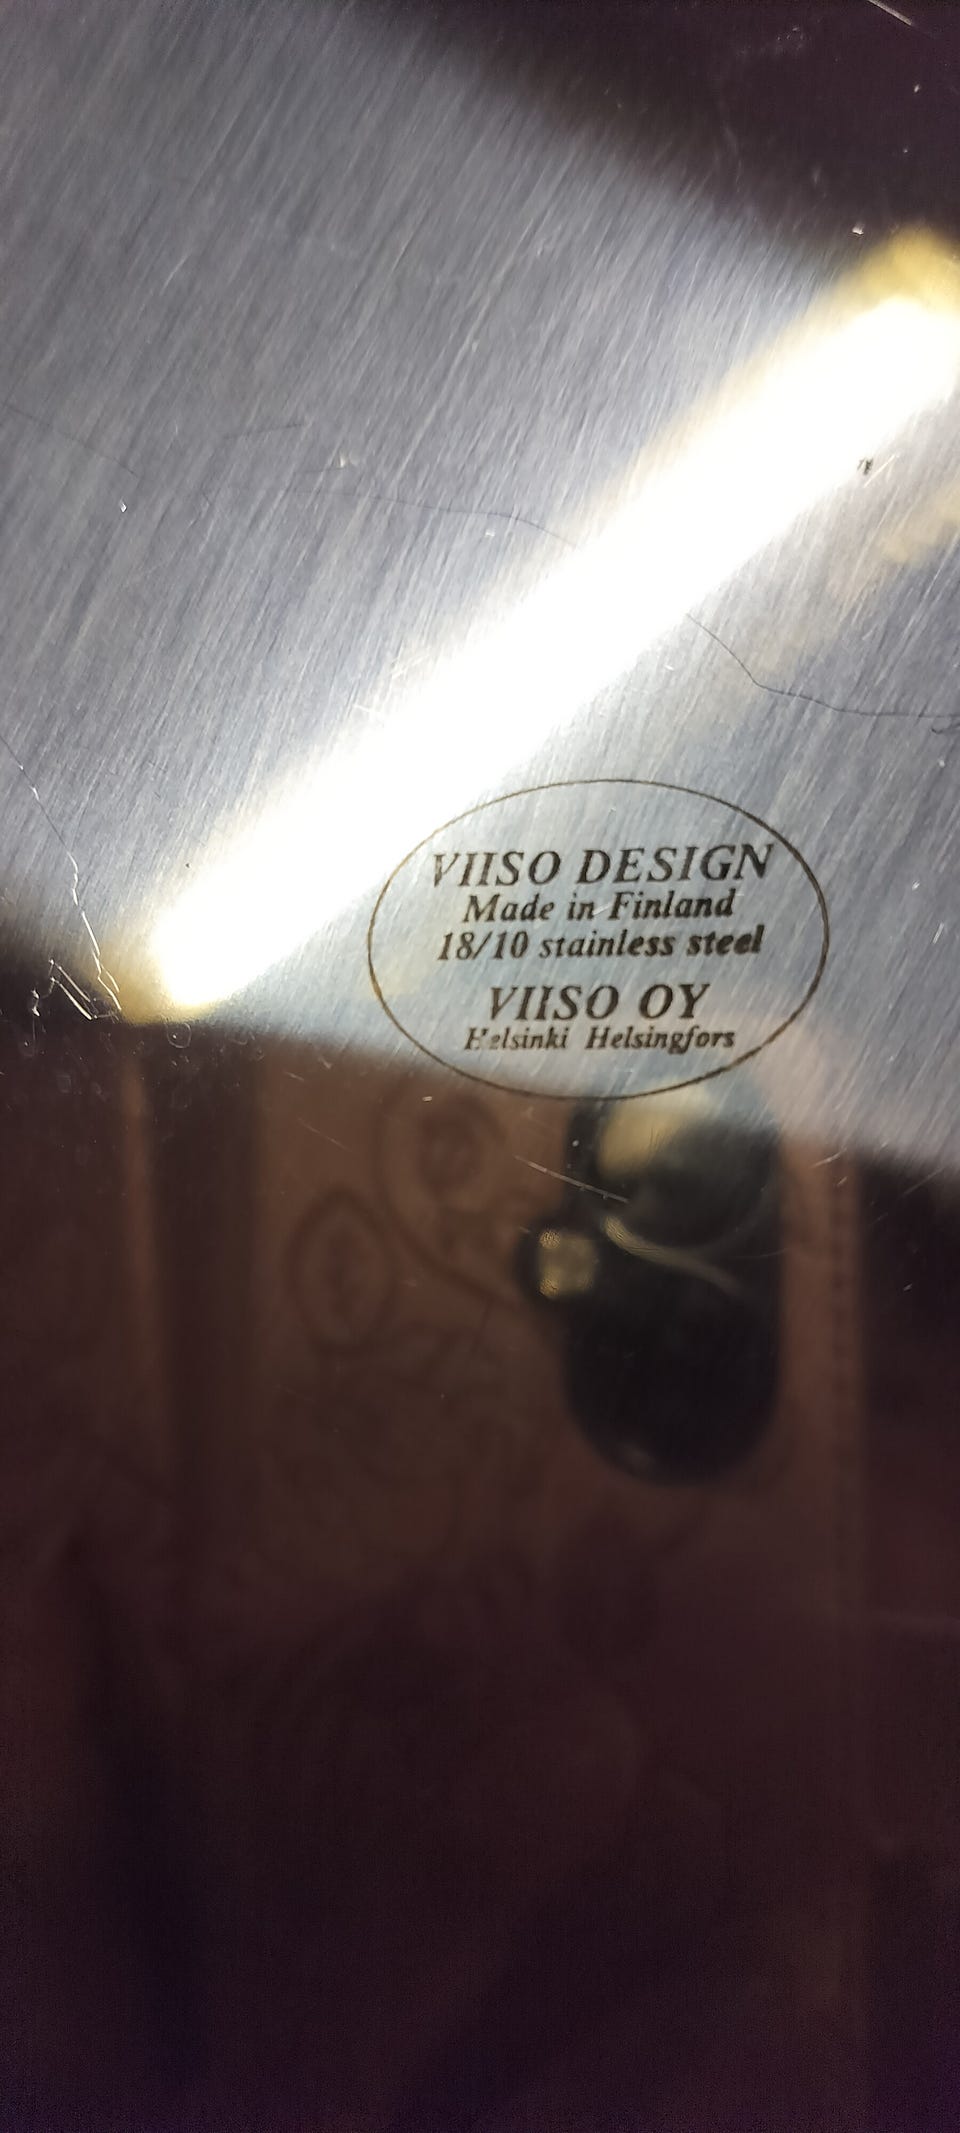 VIISO DESIGN
Made in Finland
18/10 stainless steel
VIISO OY
Helsinki Helsingfors